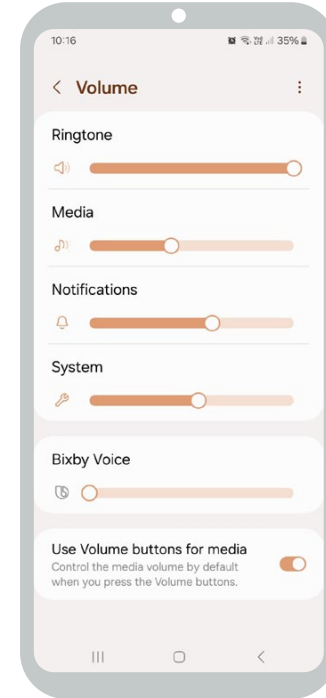 10:16
35%
Volume
Ringtone
Media
Notifications
System
Bixby Voice
Use Volume buttons for media
Control the media volume by default
when you press the Volume buttons.